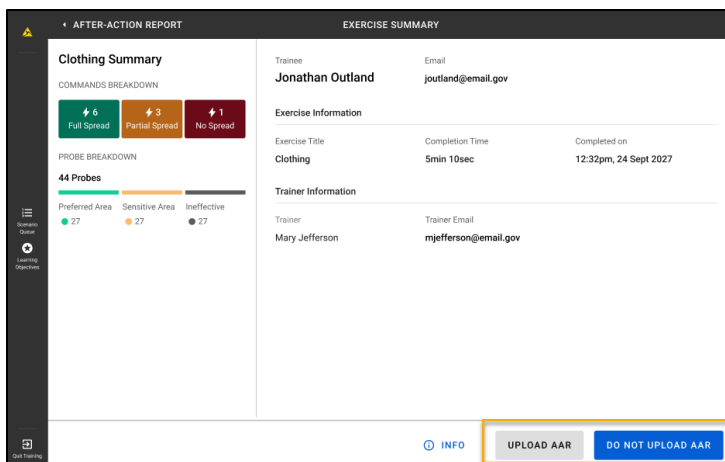 AFTER-ACTION REPORT
EXERCISE SUMMARY
Clothing Summary
COMMANDS BREAKDOWN
6
Full Spread
3
Partial Spread
1
No Spread
PROBE BREAKDOWN
44 Probes
Preferred Area
27
Sensitive Area
27
Ineffective
27
Trainee
Jonathan Outland
Email
joutland@email.gov
Exercise Information
Exercise Title
Clothing
Completion Time
5min 10sec
Completed on
12:32pm, 24 Sept 2027
Trainer Information
Trainer
Mary Jefferson
Trainer Email
mjefferson@email.gov
Scenario
Queue
Learning
Objectives
Quit Training
INFO
UPLOAD AAR
DO NOT UPLOAD AAR